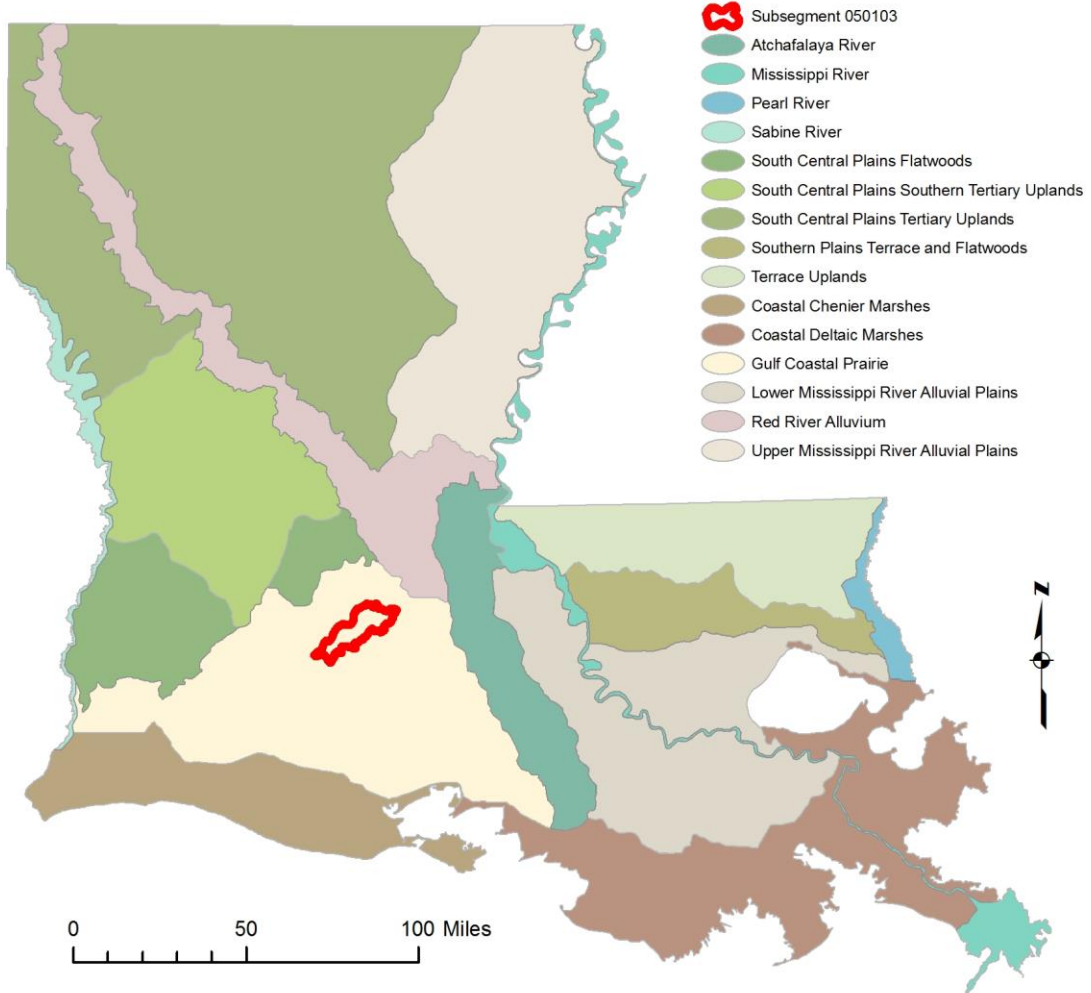 Subsegment 050103
Atchafalaya River
Mississippi River
Pearl River
Sabine River
South Central Plains Flatwoods
South Central Plains Southern Tertiary Uplands
South Central Plains Tertiary Uplands
Southern Plains Terrace and Flatwoods
Terrace Uplands
Coastal Chenier Marshes
Coastal Deltaic Marshes
Gulf Coastal Prairie
Lower Mississippi River Alluvial Plains
Red River Alluvium
Upper Mississippi River Alluvial Plains
N
0 50 100 Miles